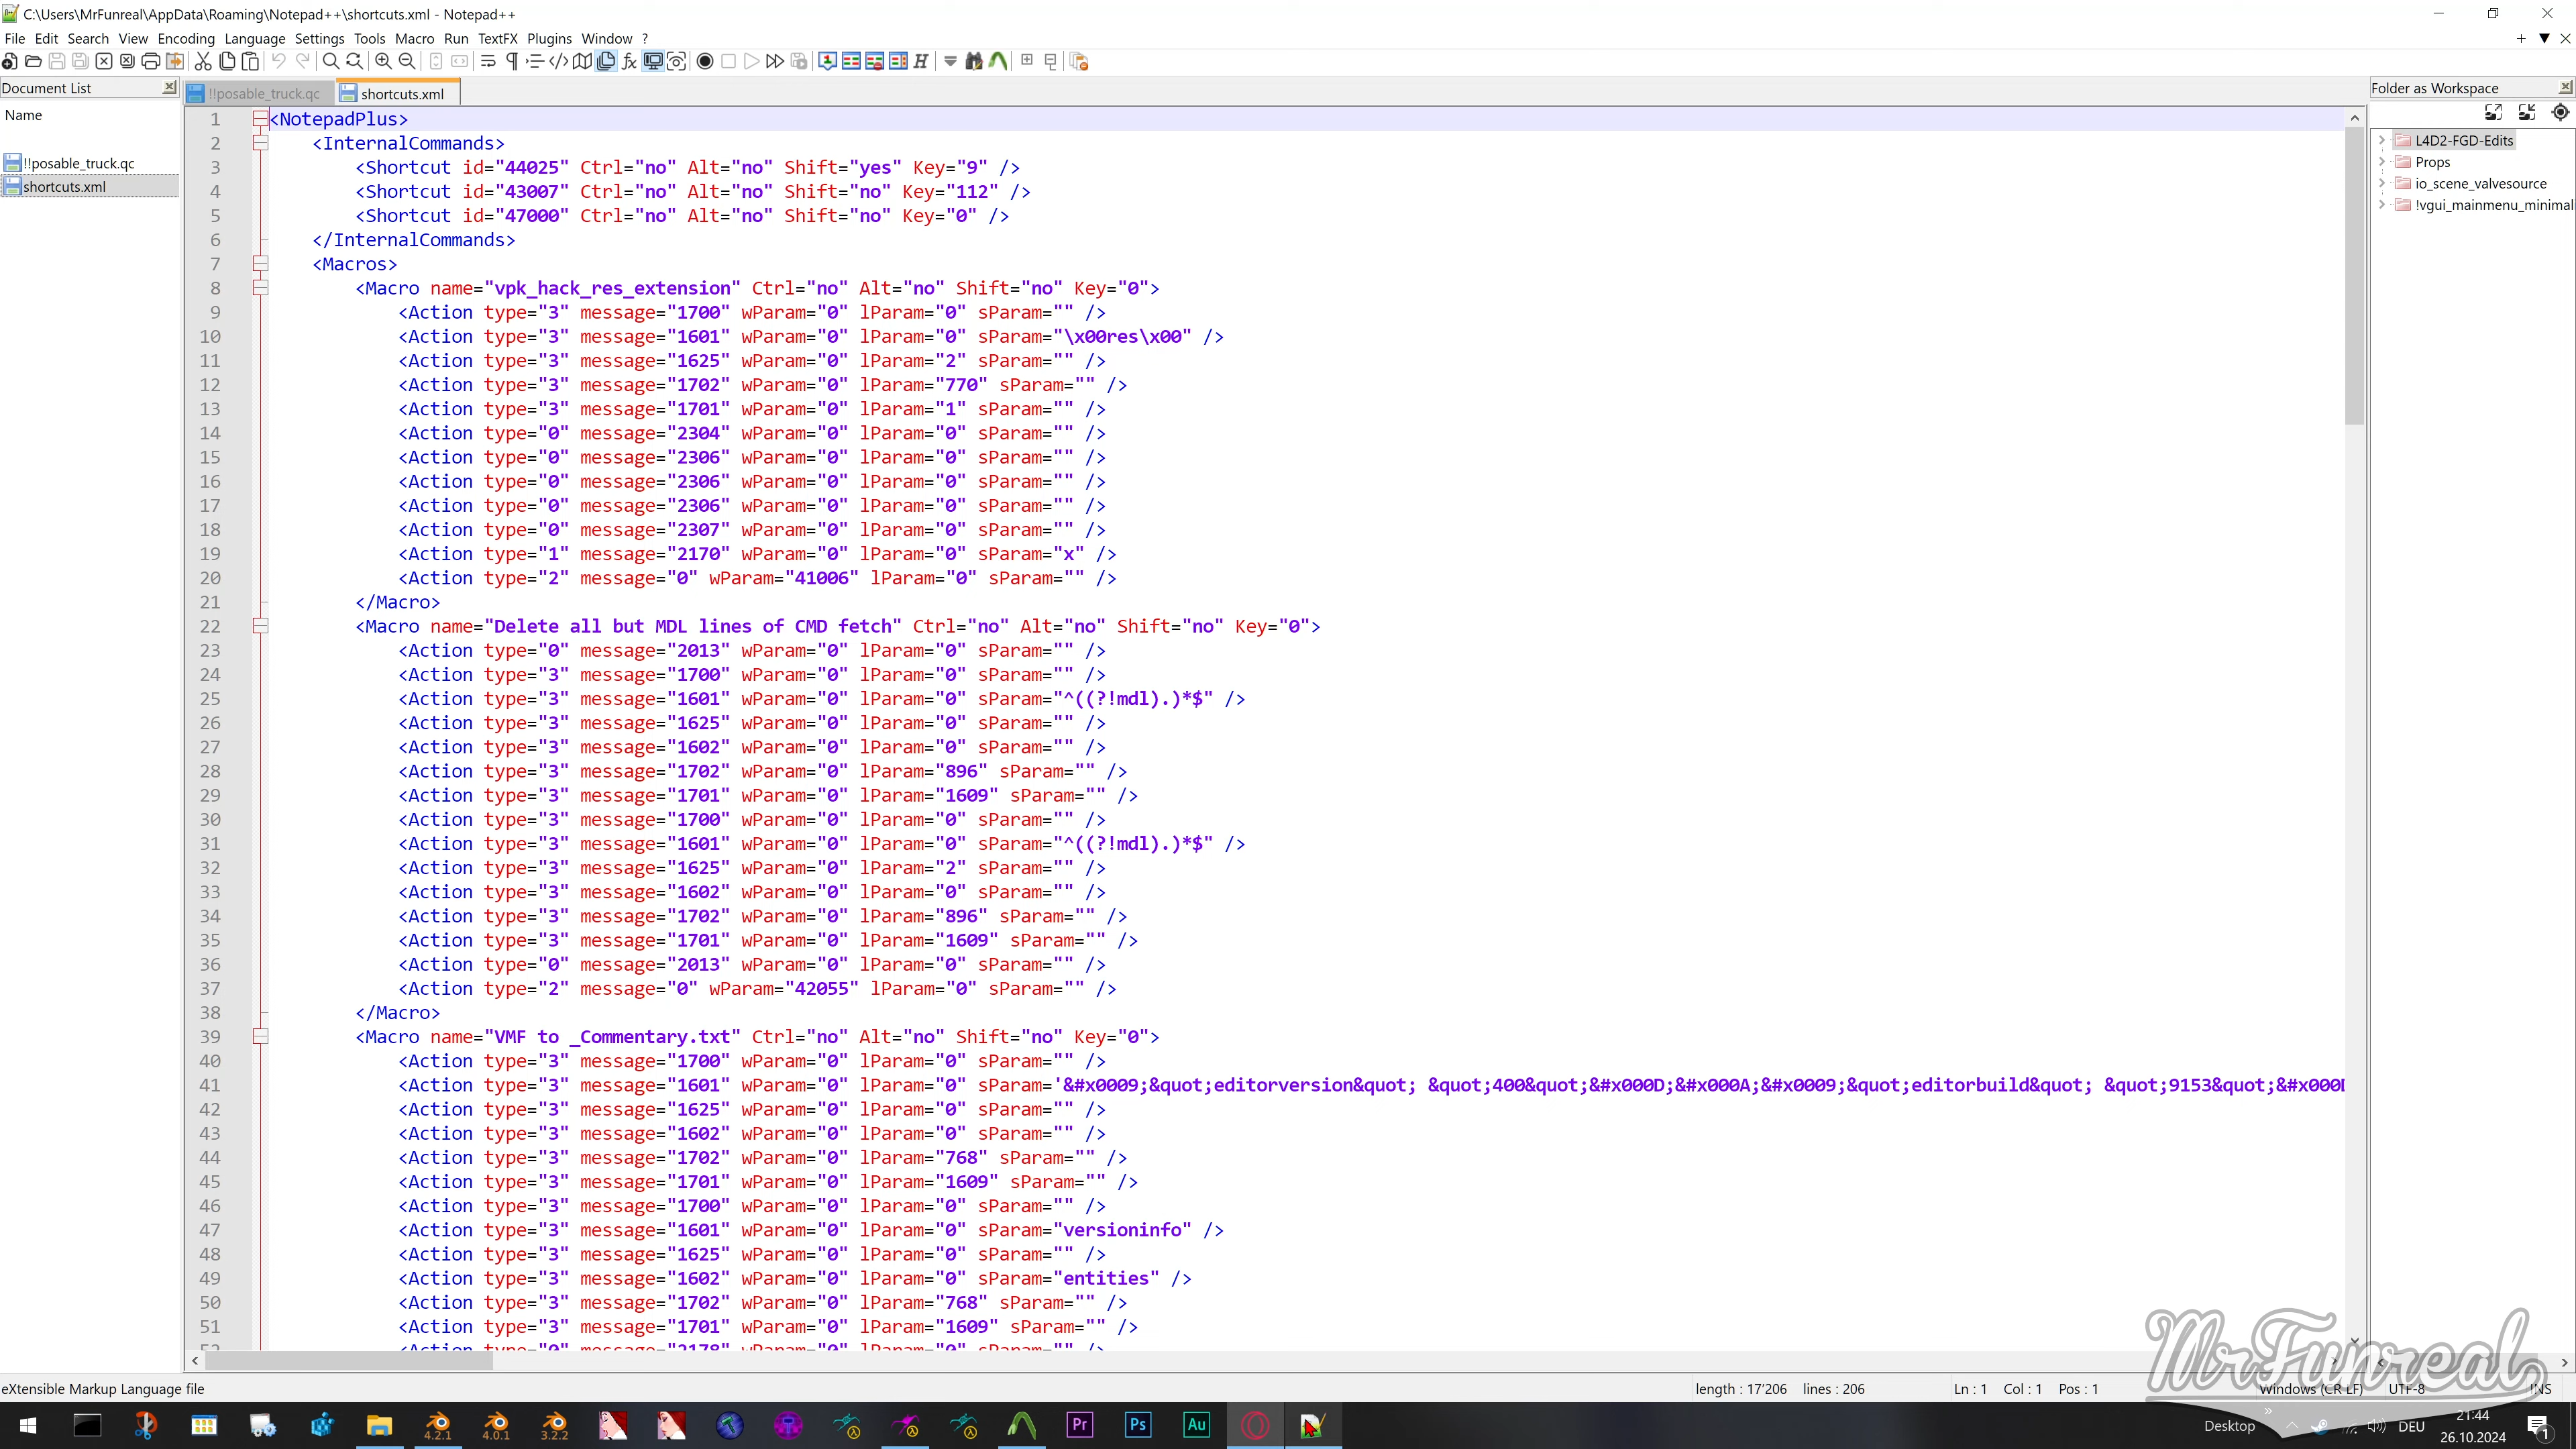 C:\Users\MrFunreal\AppData\Roaming\Notepad++\shortcuts.xml - Notepad++
File Edit Search View Encoding Language Settings Tools Macro Run TextFX Plugins Window ?
Document List
Name
!!posable_truck.qc
shortcuts.xml
!!posable_truck.qc shortcuts.xml
1 <NotepadPlus>
2 <InternalCommands>
3 <Shortcut id="44025" Ctrl="no" Alt="no" Shift="yes" Key="9" />
4 <Shortcut id="43007" Ctrl="no" Alt="no" Shift="no" Key="112" />
5 <Shortcut id="47000" Ctrl="no" Alt="no" Shift="no" Key="0" />
6 </InternalCommands>
7 <Macros>
8 <Macro name="vpk_hack_res_extension" Ctrl="no" Alt="no" Shift="no" Key="0">
9 <Action type="3" message="1700" wParam="0" lParam="0" sParam="" />
10 <Action type="3" message="1601" wParam="0" lParam="0" sParam="\x00res\x00" />
11 <Action type="3" message="1625" wParam="0" lParam="2" sParam="" />
12 <Action type="3" message="1702" wParam="0" lParam="770" sParam="" />
13 <Action type="3" message="1701" wParam="0" lParam="1" sParam="" />
14 <Action type="0" message="2304" wParam="0" lParam="0" sParam="" />
15 <Action type="0" message="2306" wParam="0" lParam="0" sParam="" />
16 <Action type="0" message="2306" wParam="0" lParam="0" sParam="" />
17 <Action type="0" message="2306" wParam="0" lParam="0" sParam="" />
18 <Action type="0" message="2307" wParam="0" lParam="0" sParam="" />
19 <Action type="1" message="2170" wParam="0" lParam="0" sParam="x" />
20 <Action type="2" message="0" wParam="41006" lParam="0" sParam="" />
21 </Macro>
22 <Macro name="Delete all but MDL lines of CMD fetch" Ctrl="no" Alt="no" Shift="no" Key="0">
23 <Action type="0" message="2013" wParam="0" lParam="0" sParam="" />
24 <Action type="3" message="1700" wParam="0" lParam="0" sParam="" />
25 <Action type="3" message="1601" wParam="0" lParam="0" sParam="^((?!mdl).)*$" />
26 <Action type="3" message="1625" wParam="0" lParam="0" sParam="" />
27 <Action type="3" message="1602" wParam="0" lParam="0" sParam="" />
28 <Action type="3" message="1702" wParam="0" lParam="896" sParam="" />
29 <Action type="3" message="1701" wParam="0" lParam="1609" sParam="" />
30 <Action type="3" message="1700" wParam="0" lParam="0" sParam="" />
31 <Action type="3" message="1601" wParam="0" lParam="0" sParam="^((?!mdl).)*$" />
32 <Action type="3" message="1625" wParam="0" lParam="2" sParam="" />
33 <Action type="3" message="1602" wParam="0" lParam="0" sParam="" />
34 <Action type="3" message="1702" wParam="0" lParam="896" sParam="" />
35 <Action type="3" message="1701" wParam="0" lParam="1609" sParam="" />
36 <Action type="0" message="2013" wParam="0" lParam="0" sParam="" />
37 <Action type="2" message="0" wParam="42055" lParam="0" sParam="" />
38 </Macro>
39 <Macro name="VMF to _Commentary.txt" Ctrl="no" Alt="no" Shift="no" Key="0">
40 <Action type="3" message="1700" wParam="0" lParam="0" sParam="" />
41 <Action type="3" message="1601" wParam="0" lParam="0" sParam='&#x0009;&quot;editorversion&quot; &quot;400&quot;&#x000D;&#x000A;&#x0009;&quot;editorbuild&quot; &quot;9153&quot;&#x000D
42 <Action type="3" message="1625" wParam="0" lParam="0" sParam="" />
43 <Action type="3" message="1602" wParam="0" lParam="0" sParam="" />
44 <Action type="3" message="1702" wParam="0" lParam="768" sParam="" />
45 <Action type="3" message="1701" wParam="0" lParam="1609" sParam="" />
46 <Action type="3" message="1700" wParam="0" lParam="0" sParam="" />
47 <Action type="3" message="1601" wParam="0" lParam="0" sParam="versioninfo" />
48 <Action type="3" message="1625" wParam="0" lParam="0" sParam="" />
49 <Action type="3" message="1602" wParam="0" lParam="0" sParam="entities" />
50 <Action type="3" message="1702" wParam="0" lParam="768" sParam="" />
51 <Action type="3" message="1701" wParam="0" lParam="1609" sParam="" />
Folder as Workspace
L4D2-FGD-Edits
Props
io_scene_valvesource
!vgui_mainmenu_minimal
MrFunreal
eXtensible Markup Language file length : 17'206 lines : 206 Ln : 1 Col : 1 Pos : 1 Windows (CR LF) UTF-8 INS
4.2.1 4.0.1 3.2.2 Pr Ps Au
Desktop DEU 21:44
26.10.2024 1